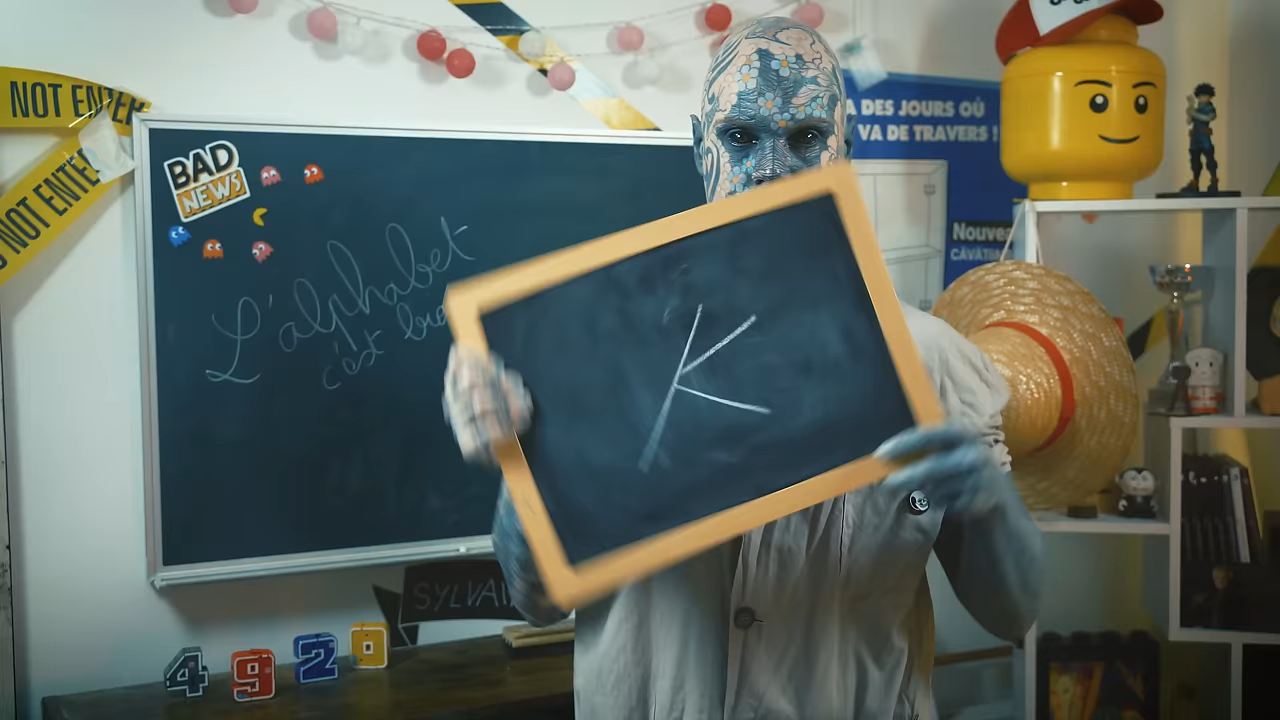 NOT ENTER
NOT ENTE
BAD
NEWS
L'alphabet
c'est
K
A DES JOURS OÙ
VA DE TRAVERS !
Nouve
SYLVAI
4 9 2 0